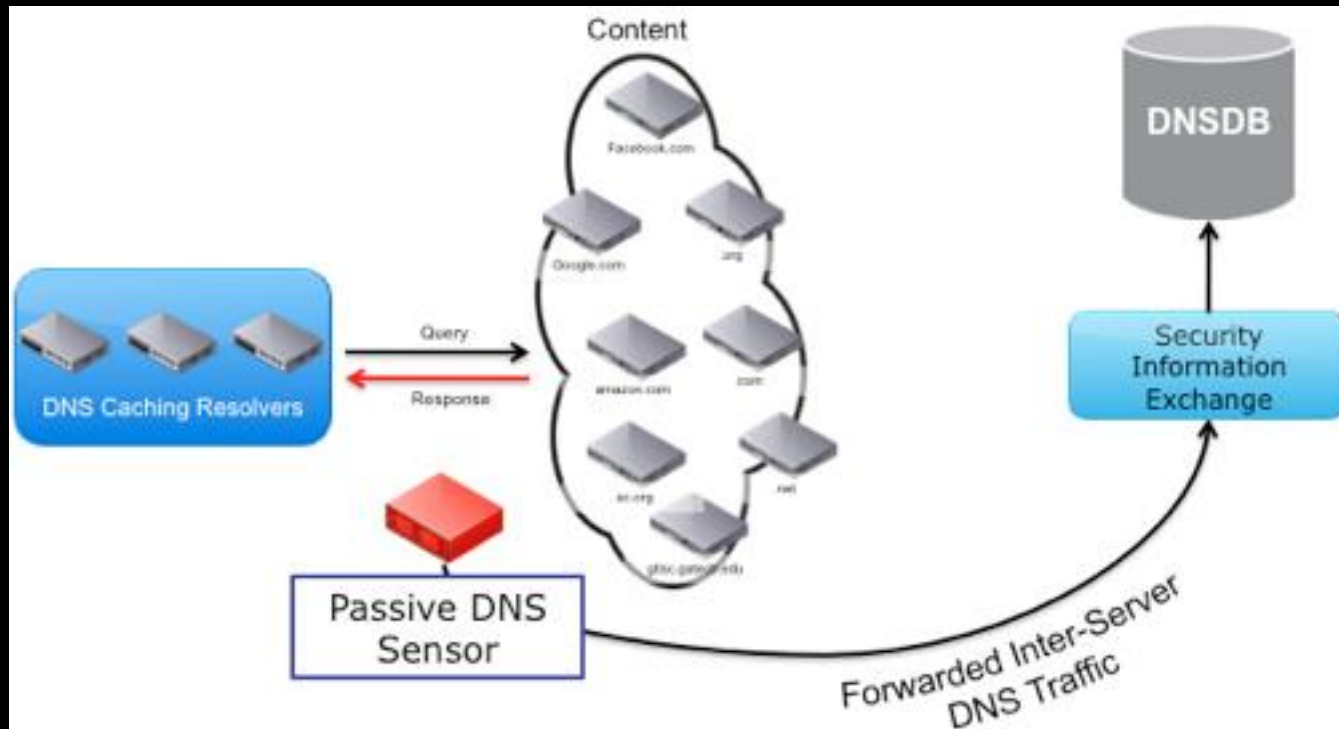 Content
Facebook.com
Google.com
.org
amazon.com
.com
.net
DNSDB
Query
Response
DNS Caching Resolvers
Security
Information
Exchange
Passive DNS
Sensor
Forwarded Inter-Server
DNS Traffic